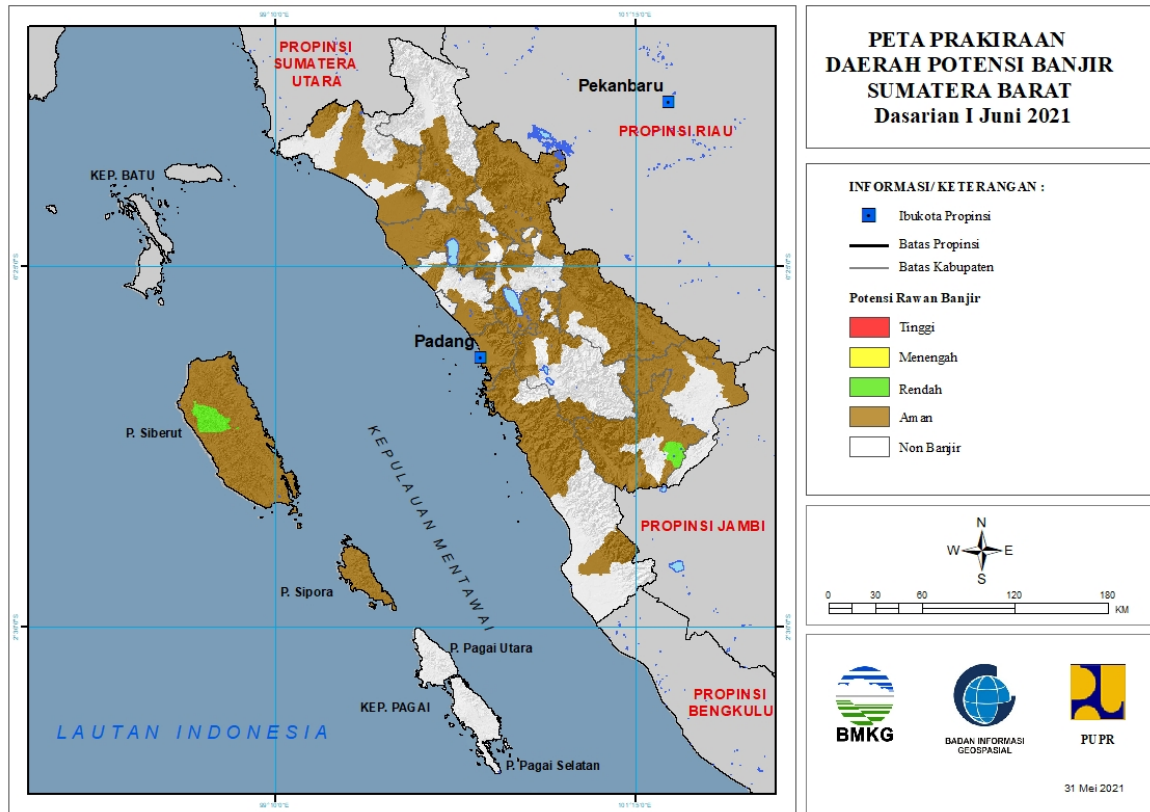 PETA PRAKIRAAN
DAERAH POTENSI BANJIR
SUMATERA BARAT
Dasarian I Juni 2021
INFORMASI/ KETERANGAN :
Ibukota Propinsi
Batas Propinsi
Batas Kabupaten
Potensi Rawan Banjir
Tinggi
Menengah
Rendah
Aman
Non Banjir
N
W E
S
0 30 60 120 180
KM
BMKG
BADAN INFORMASI
GEOSPASIAL
PUPR
31 Mei 2021
PROPINSI
SUMATERA
UTARA
Pekanbaru
PROPINSI RIAU
KEP. BATU
Padang
P. Siberut
KEPULAUAN MENTAWAI
PROPINSI JAMBI
P. Sipora
P. Pagai Utara
KEP. PAGAI
PROPINSI
BENGKULU
LAUTAN INDONESIA
P. Pagai Selatan